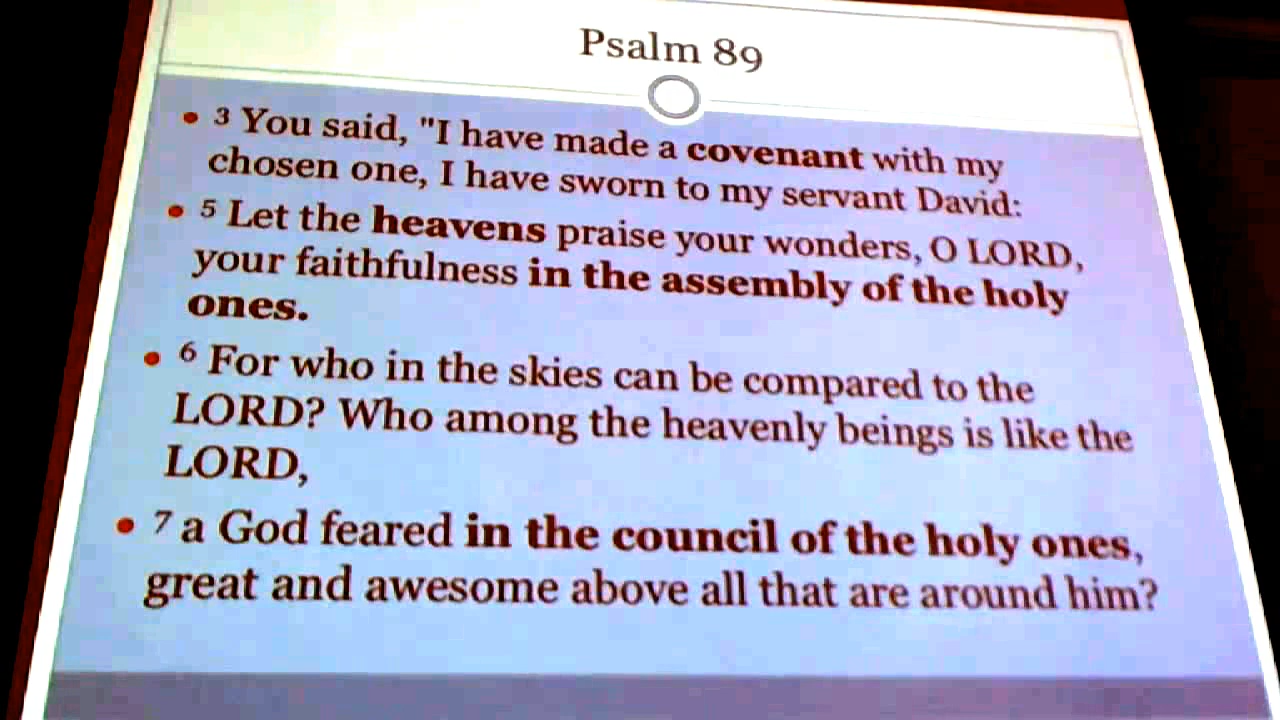 Psalm 89
• ³ You said, "I have made a covenant with my
chosen one, I have sworn to my servant David:
• ⁵ Let the heavens praise your wonders, O LORD,
your faithfulness in the assembly of the holy
ones.
• ⁶ For who in the skies can be compared to the
LORD? Who among the heavenly beings is like the
LORD,
• ⁷ a God feared in the council of the holy ones,
great and awesome above all that are around him?